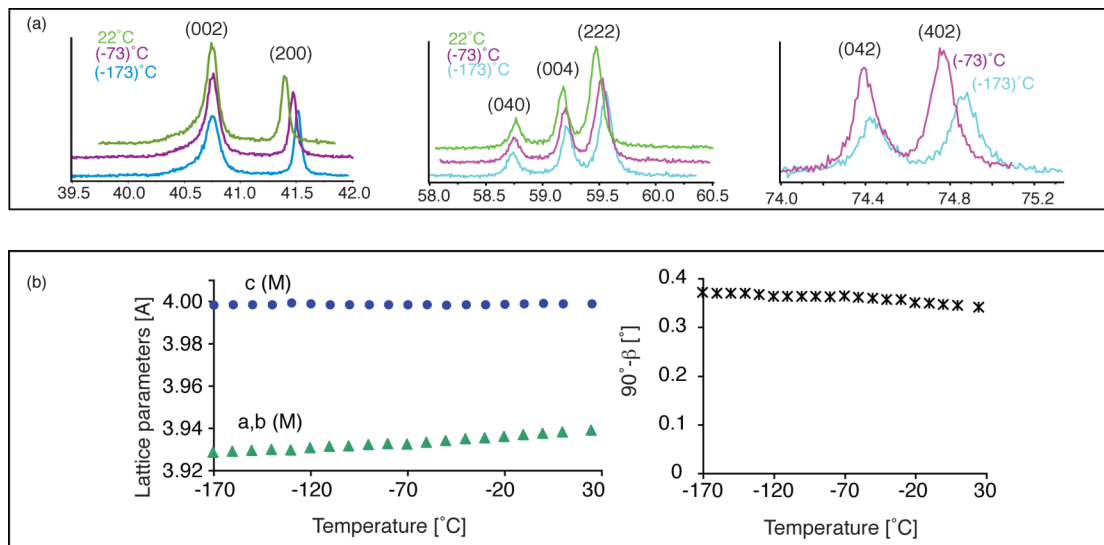 (a)
22˚C
(-73)˚C
(-173)˚C
(002)
(200)
39.5 40.0 40.5 41.0 41.5 42.0
22˚C
(-73)˚C
(-173)˚C
(040)
(004)
(222)
58.0 58.5 59.0 59.5 60.0 60.5
(042)
(402)
(-73)˚C
(-173)˚C
74.0 74.4 74.8 75.2
(b)
Lattice parameters [A]
4.00
3.98
3.96
3.94
3.92
c (M)
a,b (M)
-170 -120 -70 -20 30
Temperature [˚C]
90˚-β [˚]
0.4
0.3
0.2
0.1
0
-170 -120 -70 -20 30
Temperature [˚C]